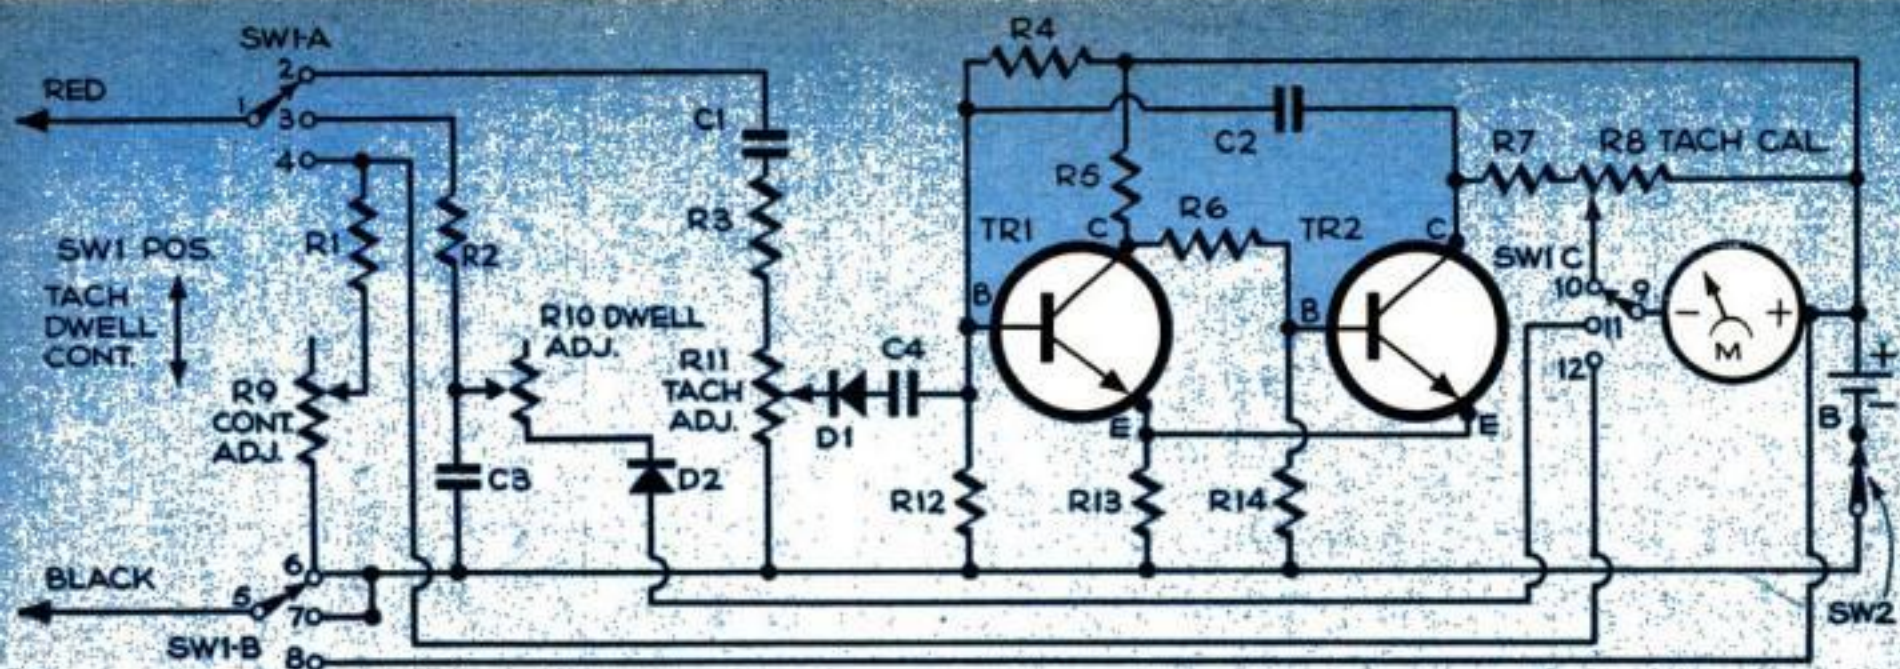 SW1-A
RED
1
2
3
4
SW1 POS.
TACH
DWELL
CONT.
R1
R2
R9
CONT.
ADJ.
C3
R10 DWELL
ADJ.
D2
C1
R3
R11
TACH
ADJ.
D1
C4
R4
C2
R5
R6
TR1
C
B
E
TR2
C
B
E
R7
R8 TACH CAL.
SW1 C
10
9
11
12
-
+
M
+
-
B
R12
R13
R14
SW2
BLACK
5
6
7
8
SW1-B